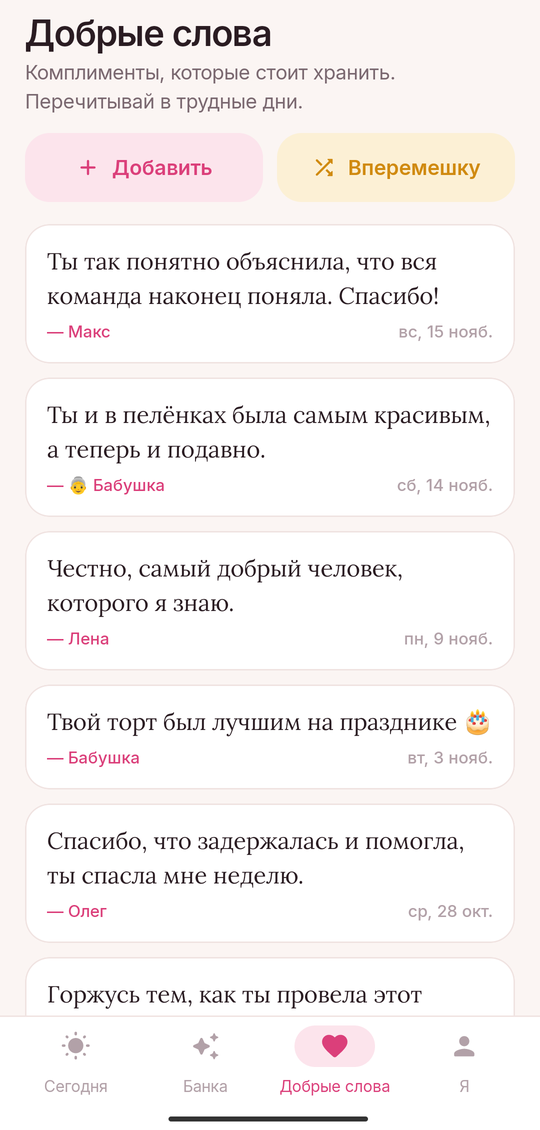 Добрые слова
Комплименты, которые стоит хранить.
Перечитывай в трудные дни.
Добавить
Вперемешку
Ты так понятно объяснила, что вся
команда наконец поняла. Спасибо!
— Макс
вс, 15 нояб.
Ты и в пелёнках была самым красивым,
а теперь и подавно.
— 👵 Бабушка
сб, 14 нояб.
Честно, самый добрый человек,
которого я знаю.
— Лена
пн, 9 нояб.
Твой торт был лучшим на празднике 🎂
— Бабушка
вт, 3 нояб.
Спасибо, что задержалась и помогла,
ты спасла мне неделю.
— Олег
ср, 28 окт.
Горжусь тем, как ты провела этот
Сегодня
Банка
Добрые слова
Я